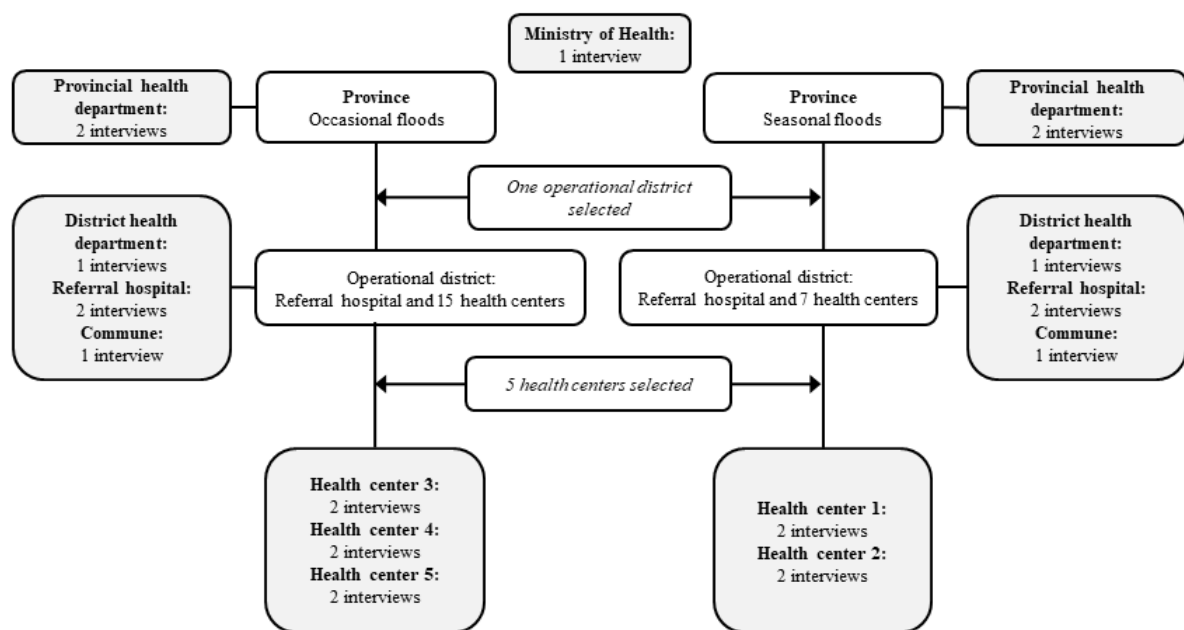 Ministry of Health:
1 interview
Provincial health
department:
2 interviews
Province
Occasional floods
Province
Seasonal floods
Provincial health
department:
2 interviews
One operational district
selected
District health
department:
1 interviews
Referral hospital:
2 interviews
Commune:
1 interview
Operational district:
Referral hospital and 15 health centers
Operational district:
Referral hospital and 7 health centers
District health
department:
1 interviews
Referral hospital:
2 interviews
Commune:
1 interview
5 health centers selected
Health center 3:
2 interviews
Health center 4:
2 interviews
Health center 5:
2 interviews
Health center 1:
2 interviews
Health center 2:
2 interviews